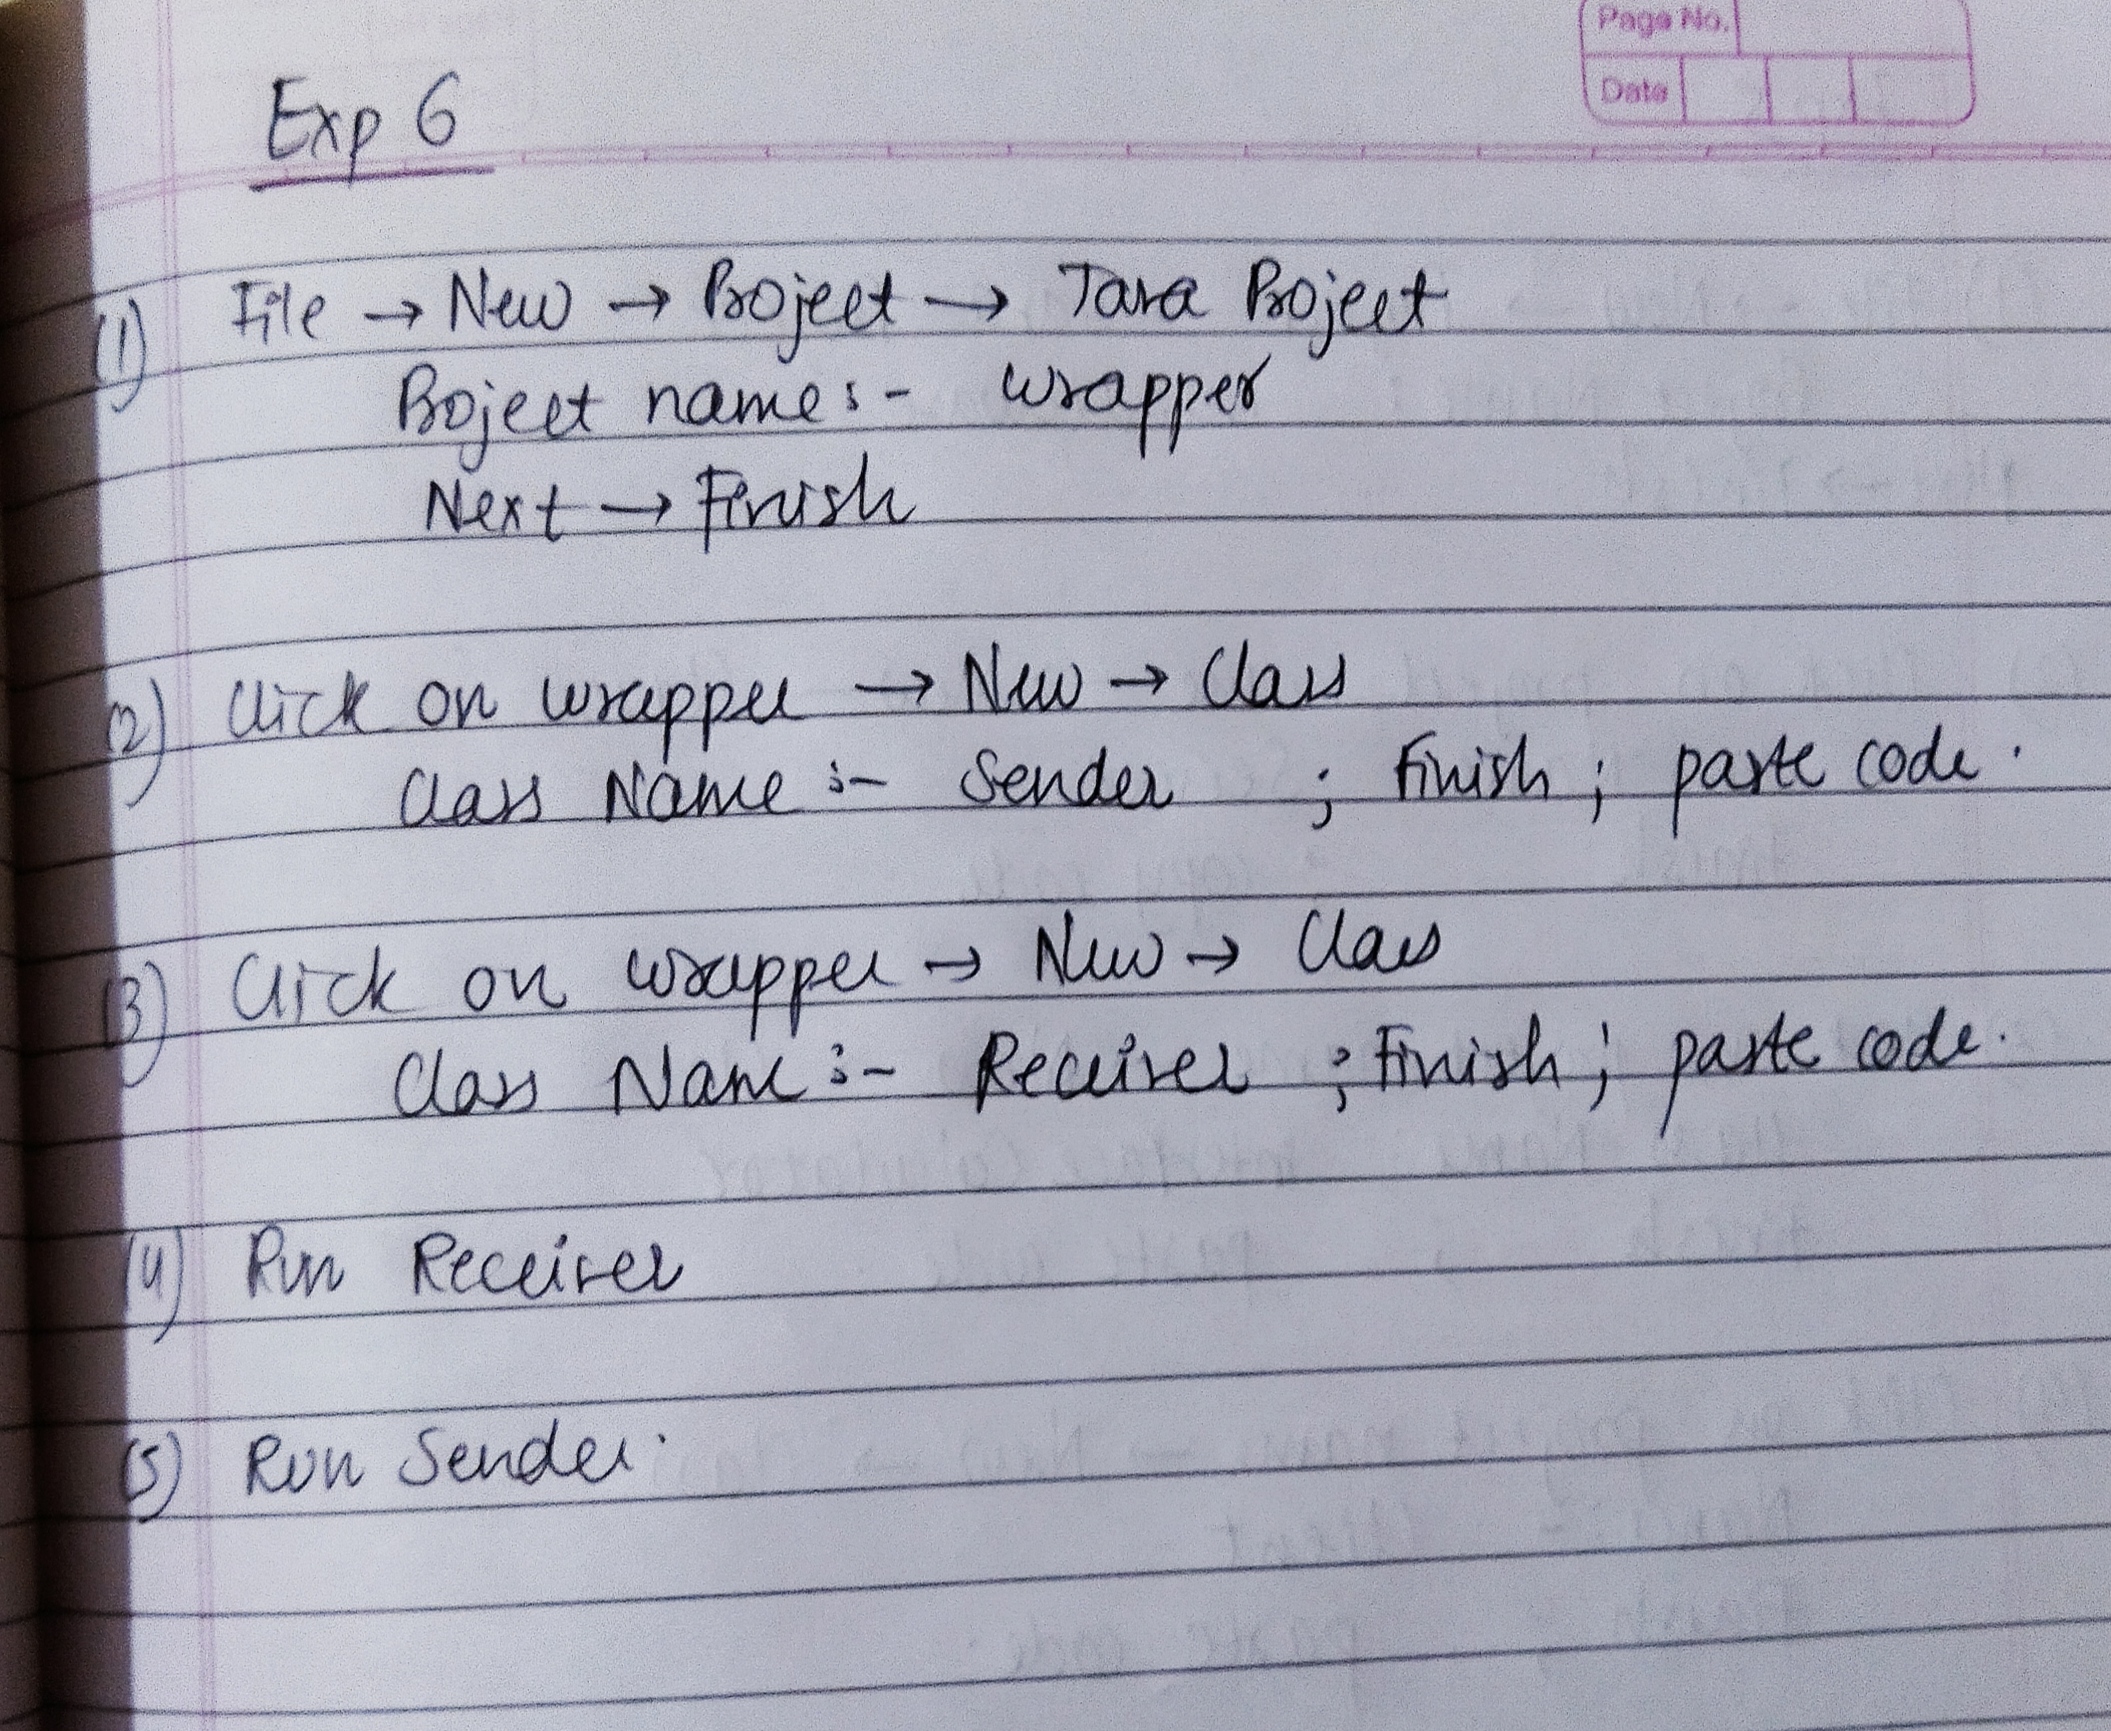 Page No.
Date
Exp 6
(1) File → New → Project → Java Project
Project name :- wrapper
Next → Finish
(2) Click on wrapper → New → Class
Class Name :- Sender ; Finish ; paste code.
(3) Click on wrapper → New → Class
Class Name :- Receiver ; Finish ; paste code.
(4) Run Receiver
(5) Run Sender.